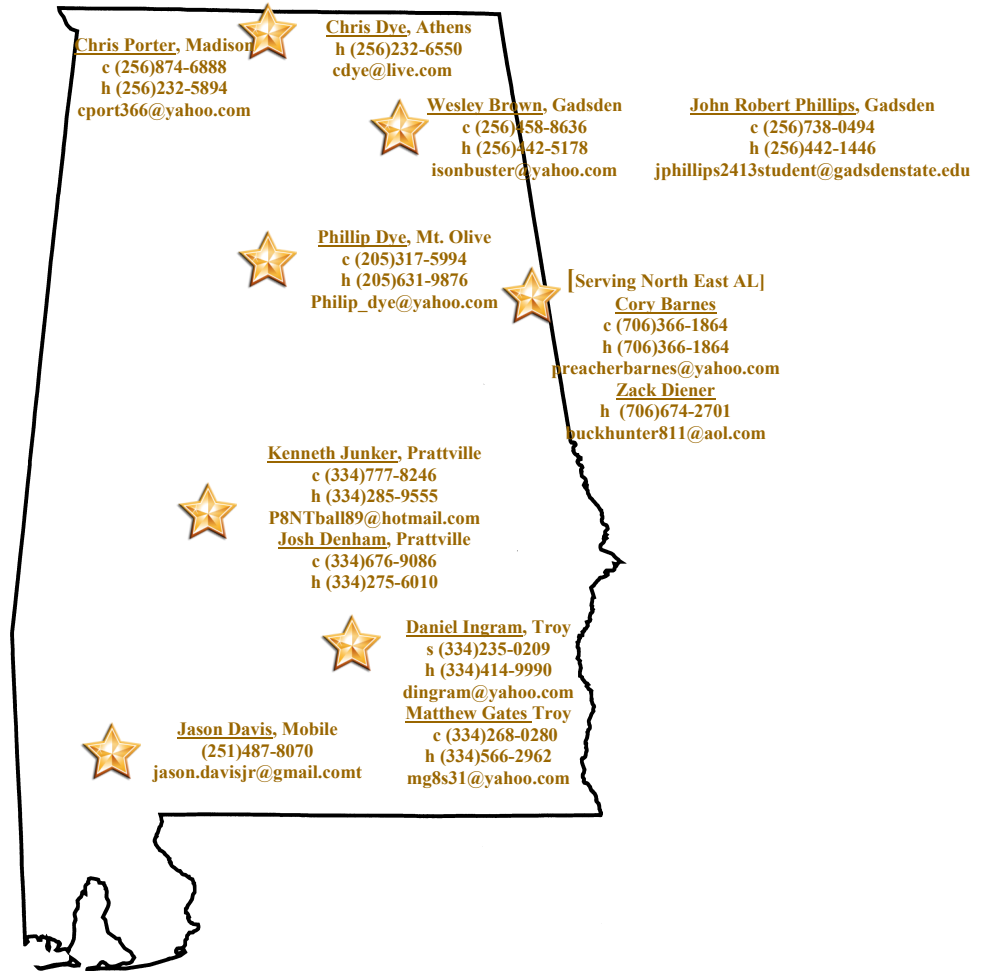 Chris Porter, Madison
c (256)874-6888
h (256)232-5894
cport366@yahoo.com
Chris Dye, Athens
h (256)232-6550
cdye@live.com
Wesley Brown, Gadsden
c (256)458-8636
h (256)442-5178
isonbuster@yahoo.com
John Robert Phillips, Gadsden
c (256)738-0494
h (256)442-1446
jphillips2413student@gadsdenstate.edu
Phillip Dye, Mt. Olive
c (205)317-5994
h (205)631-9876
Philip_dye@yahoo.com
[Serving North East AL]
Cory Barnes
c (706)366-1864
h (706)366-1864
preacherbarnes@yahoo.com
Zack Diener
h (706)674-2701
buckhunter811@aol.com
Kenneth Junker, Prattville
c (334)777-8246
h (334)285-9555
P8NTball89@hotmail.com
Josh Denham, Prattville
c (334)676-9086
h (334)275-6010
Daniel Ingram, Troy
s (334)235-0209
h (334)414-9990
dingram@yahoo.com
Matthew Gates Troy
c (334)268-0280
h (334)566-2962
mg8s31@yahoo.com
Jason Davis, Mobile
(251)487-8070
jason.davisjr@gmail.comt